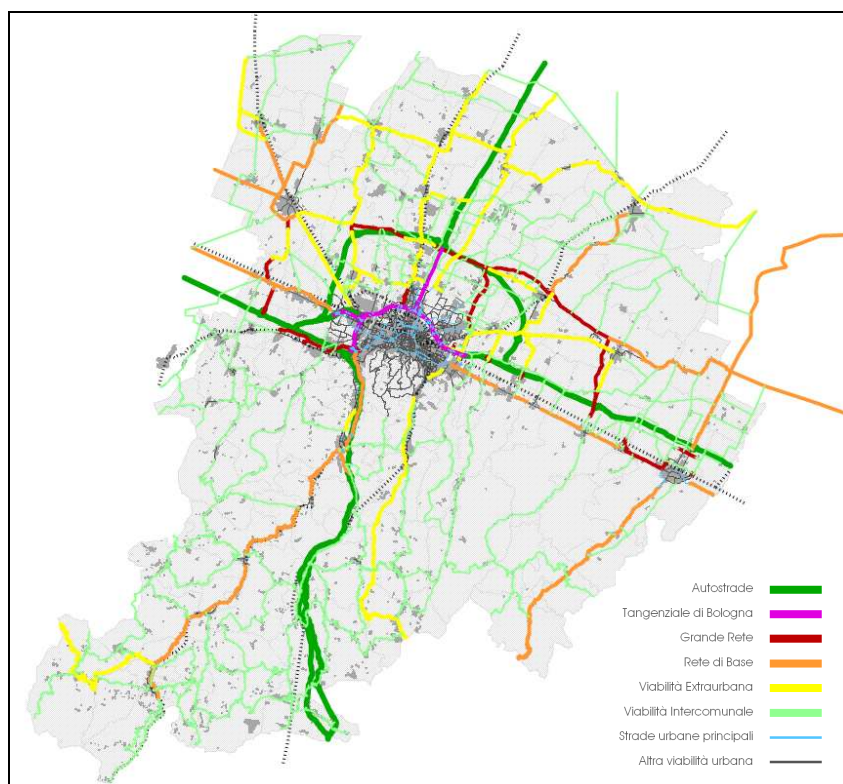 Autostrade
Tangenziale di Bologna
Grande Rete
Rete di Base
Viabilità Extraurbana
Viabilità Intercomunale
Strade urbane principali
Altra viabilità urbana